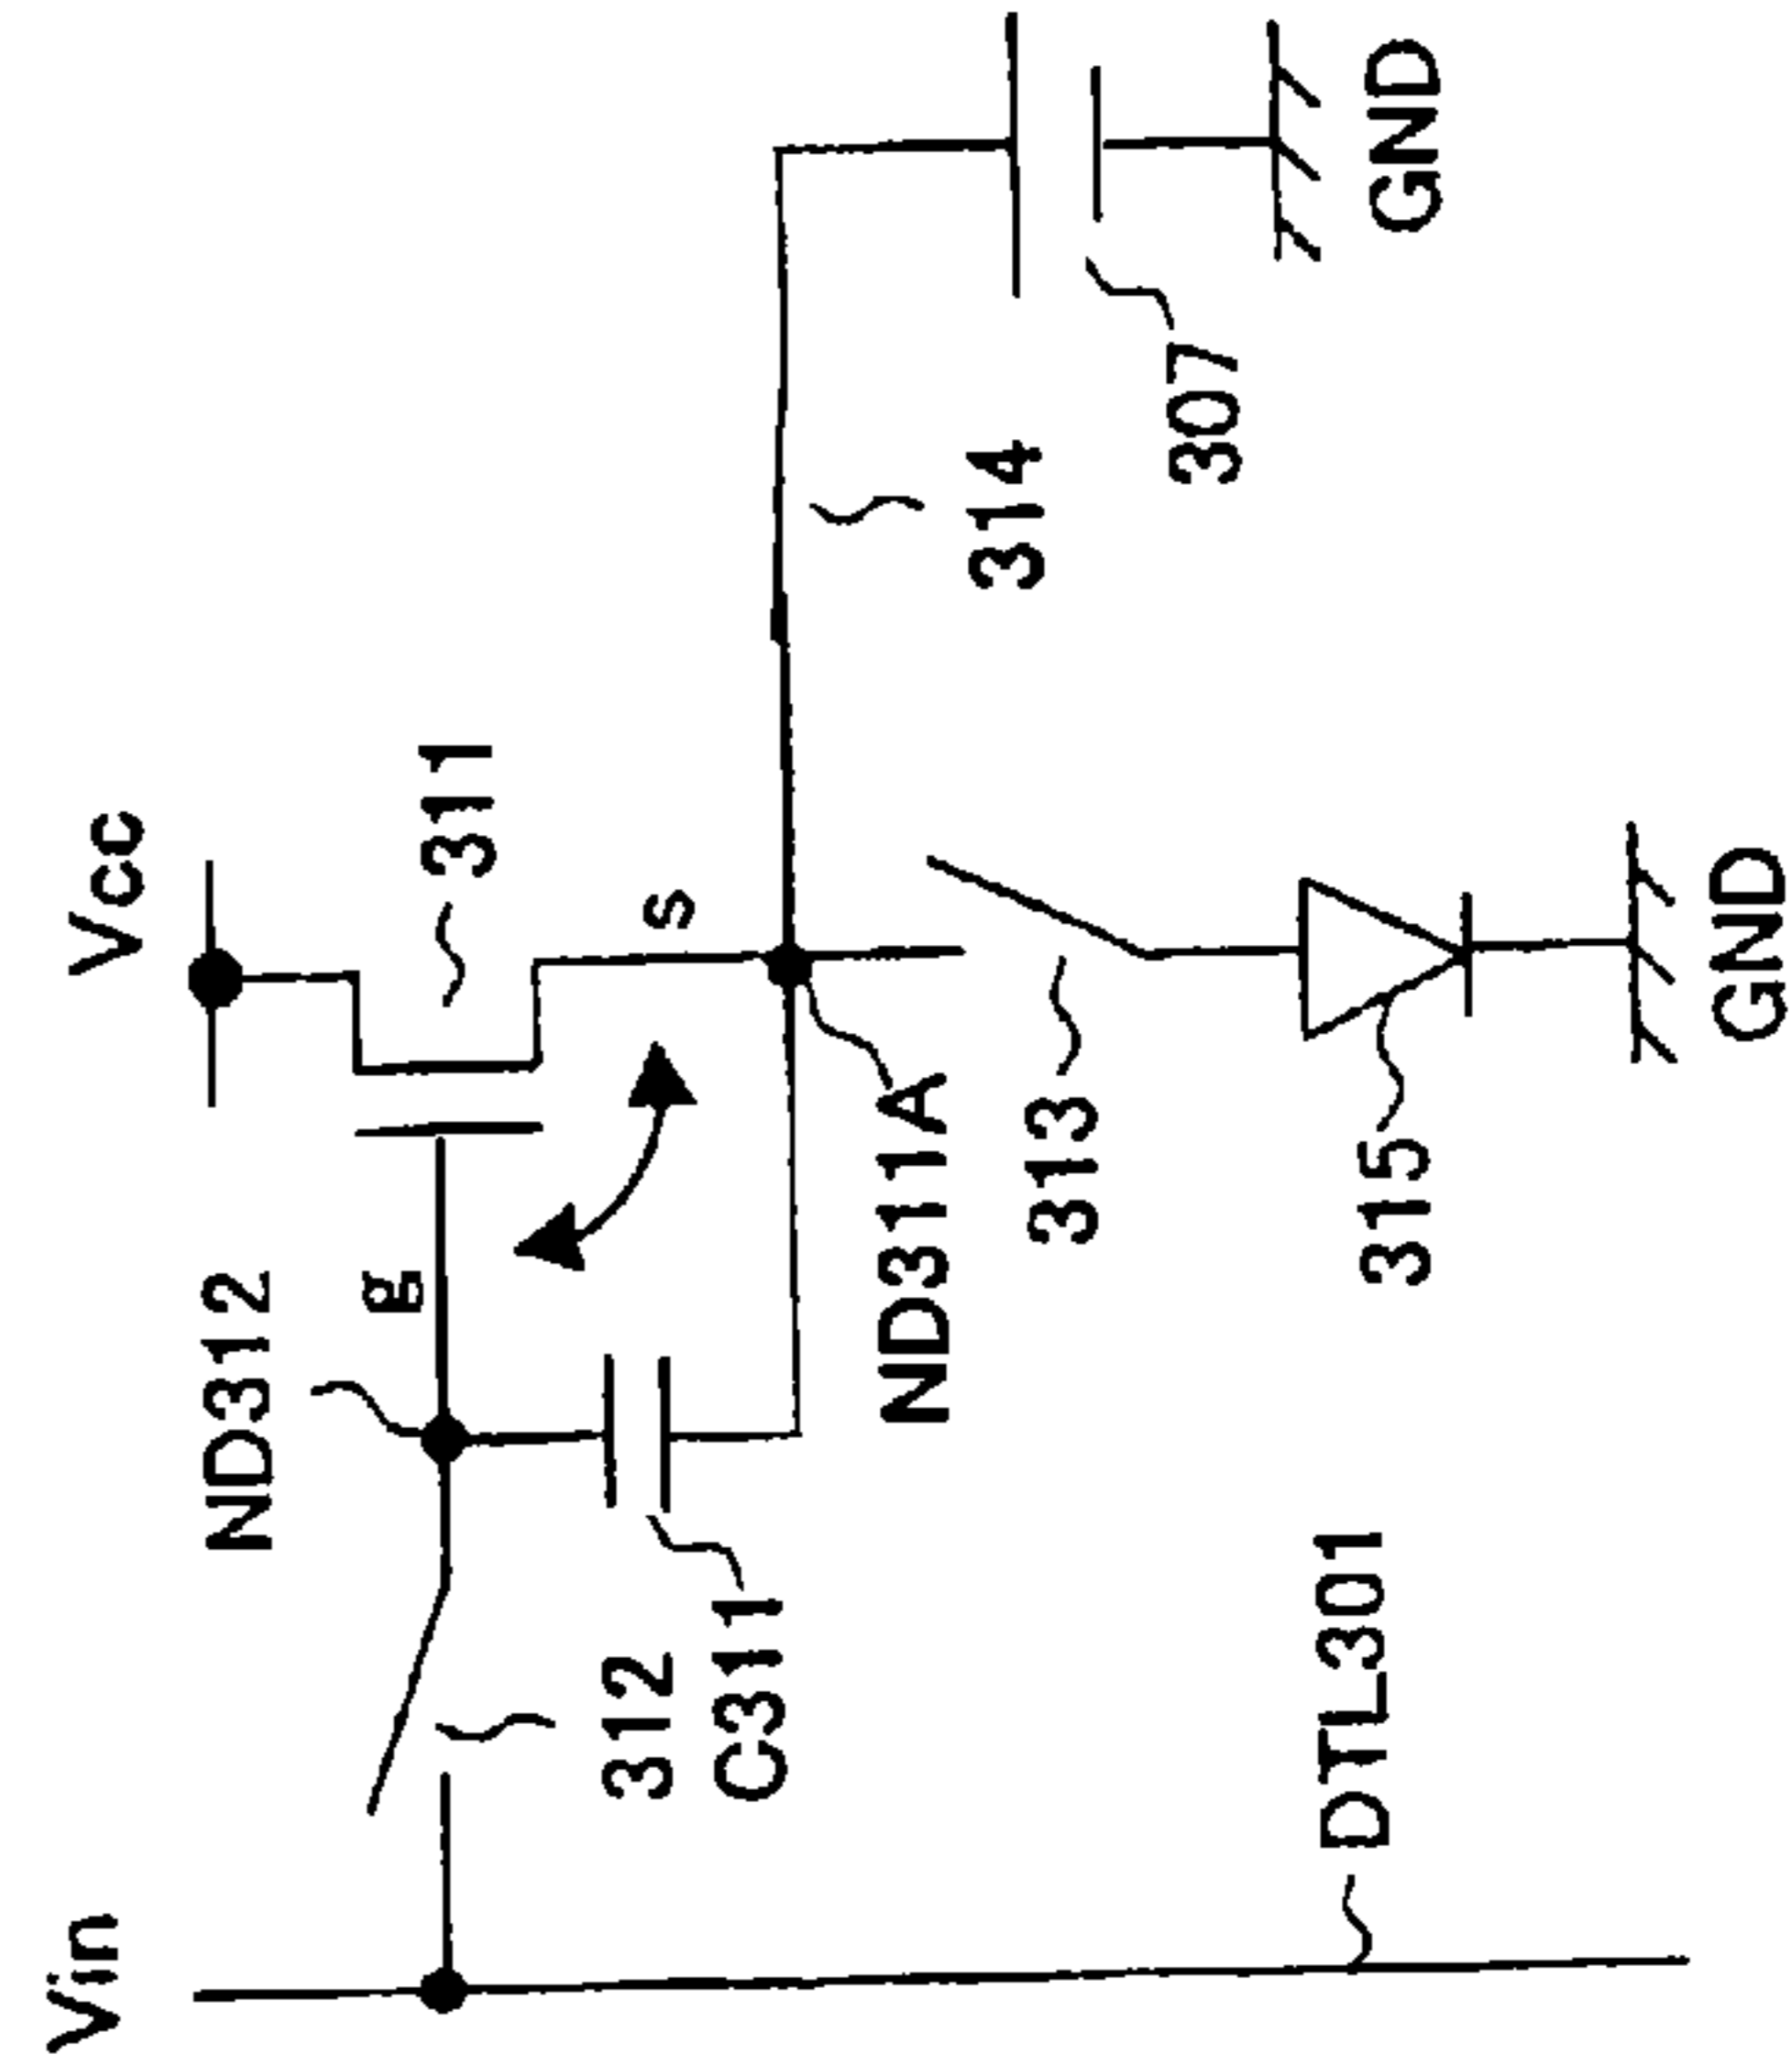 Vin
Vcc
ND312
g
311
s
312
C311
ND311A
314
313
307
DTL301
315
GND
GND